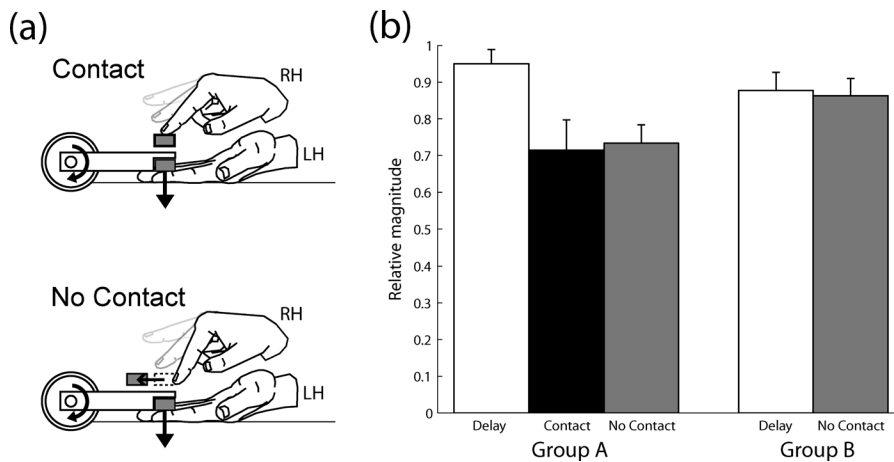 (a)
Contact
RH
LH
No Contact
RH
LH
(b)
Relative magnitude
1
0.9
0.8
0.7
0.6
0.5
0.4
0.3
0.2
0.1
0
Delay Contact No Contact Delay No Contact
Group A Group B